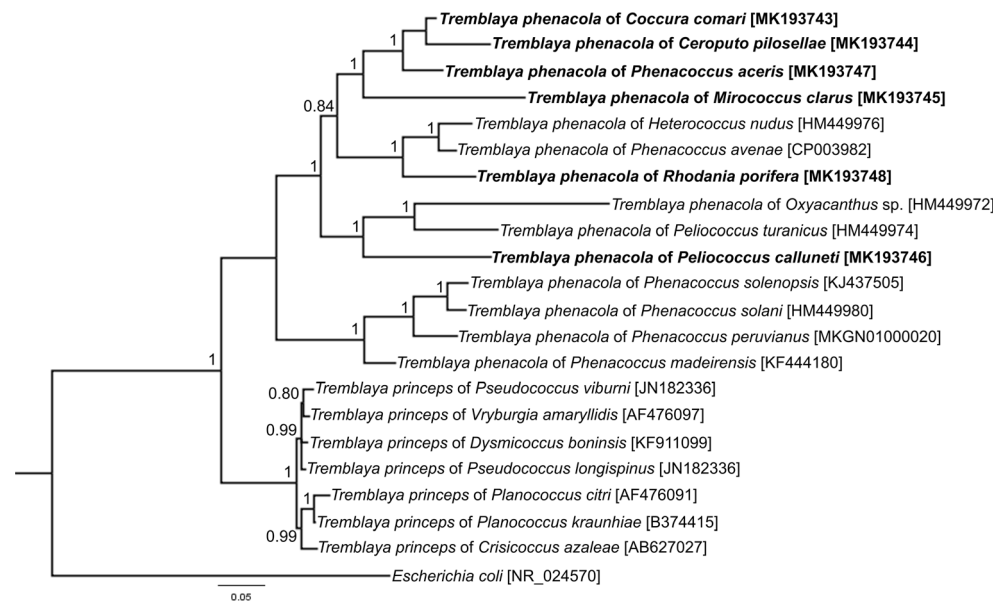 Tremblaya phenacola of Coccura comari [MK193743]
1
Tremblaya phenacola of Ceroputo pilosellae [MK193744]
1
Tremblaya phenacola of Phenacoccus aceris [MK193747]
Tremblaya phenacola of Mirococcus clarus [MK193745]
0.84
1
Tremblaya phenacola of Heterococcus nudus [HM449976]
1
Tremblaya phenacola of Phenacoccus avenae [CP003982]
1
Tremblaya phenacola of Rhodania porifera [MK193748]
1
Tremblaya phenacola of Oxyacanthus sp. [HM449972]
1
Tremblaya phenacola of Peliococcus turanicus [HM449974]
Tremblaya phenacola of Peliococcus calluneti [MK193746]
1
Tremblaya phenacola of Phenacoccus solenopsis [KJ437505]
1
Tremblaya phenacola of Phenacoccus solani [HM449980]
1
Tremblaya phenacola of Phenacoccus peruvianus [MKGN01000020]
1
Tremblaya phenacola of Phenacoccus madeirensis [KF444180]
0.80
Tremblaya princeps of Pseudococcus viburni [JN182336]
Tremblaya princeps of Vryburgia amaryllidis [AF476097]
0.99
Tremblaya princeps of Dysmicoccus boninsis [KF911099]
1
Tremblaya princeps of Pseudococcus longispinus [JN182336]
1
Tremblaya princeps of Planococcus citri [AF476091]
Tremblaya princeps of Planococcus kraunhiae [B374415]
0.99
Tremblaya princeps of Crisicoccus azaleae [AB627027]
Escherichia coli [NR_024570]
0.05